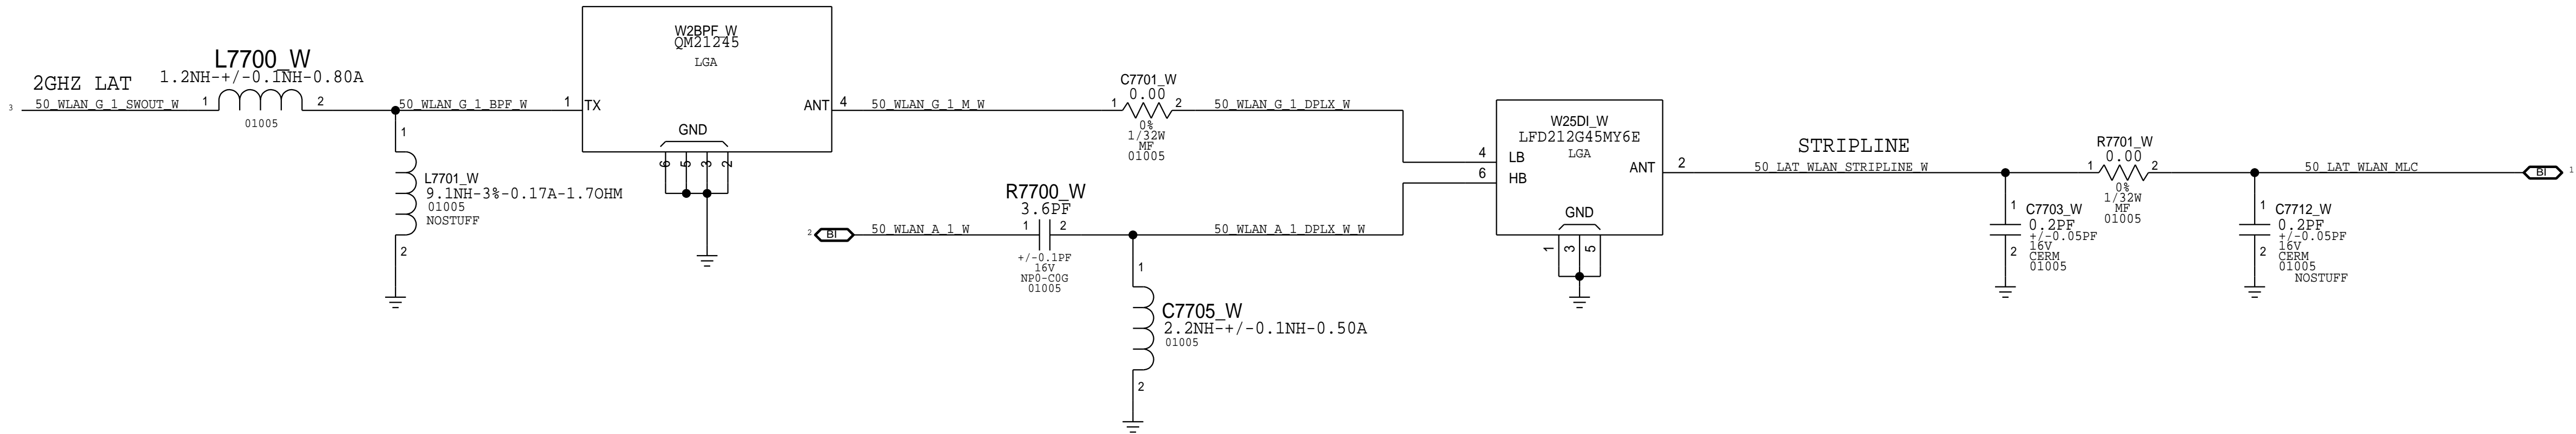 2GHZ LAT
3
50_WLAN_G_1_SWOUT_W
L7700_W
1.2NH-+/-0.1NH-0.80A
1
2
01005
50_WLAN_G_1_BPF_W
1
L7701_W
9.1NH-3%-0.17A-1.7OHM
01005
NOSTUFF
2
W2BPF_W
QM21245
LGA
1
TX
ANT
4
GND
6
5
3
2
50_WLAN_G_1_M_W
C7701_W
0.00
1
2
0%
1/32W
MF
01005
50_WLAN_G_1_DPLX_W
2
BI
50_WLAN_A_1_W
R7700_W
3.6PF
1
2
+/-0.1PF
16V
NP0-C0G
01005
50_WLAN_A_1_DPLX_W_W
1
C7705_W
2.2NH-+/-0.1NH-0.50A
01005
2
W25DI_W
LFD212G45MY6E
LGA
4
LB
6
HB
ANT
2
GND
1
3
5
STRIPLINE
50_LAT_WLAN_STRIPLINE_W
1
C7703_W
0.2PF
+/-0.05PF
2
16V
CERM
01005
R7701_W
0.00
1
2
0%
1/32W
MF
01005
50_LAT_WLAN_MLC
BI
1
1
C7712_W
0.2PF
+/-0.05PF
2
16V
CERM
01005
NOSTUFF